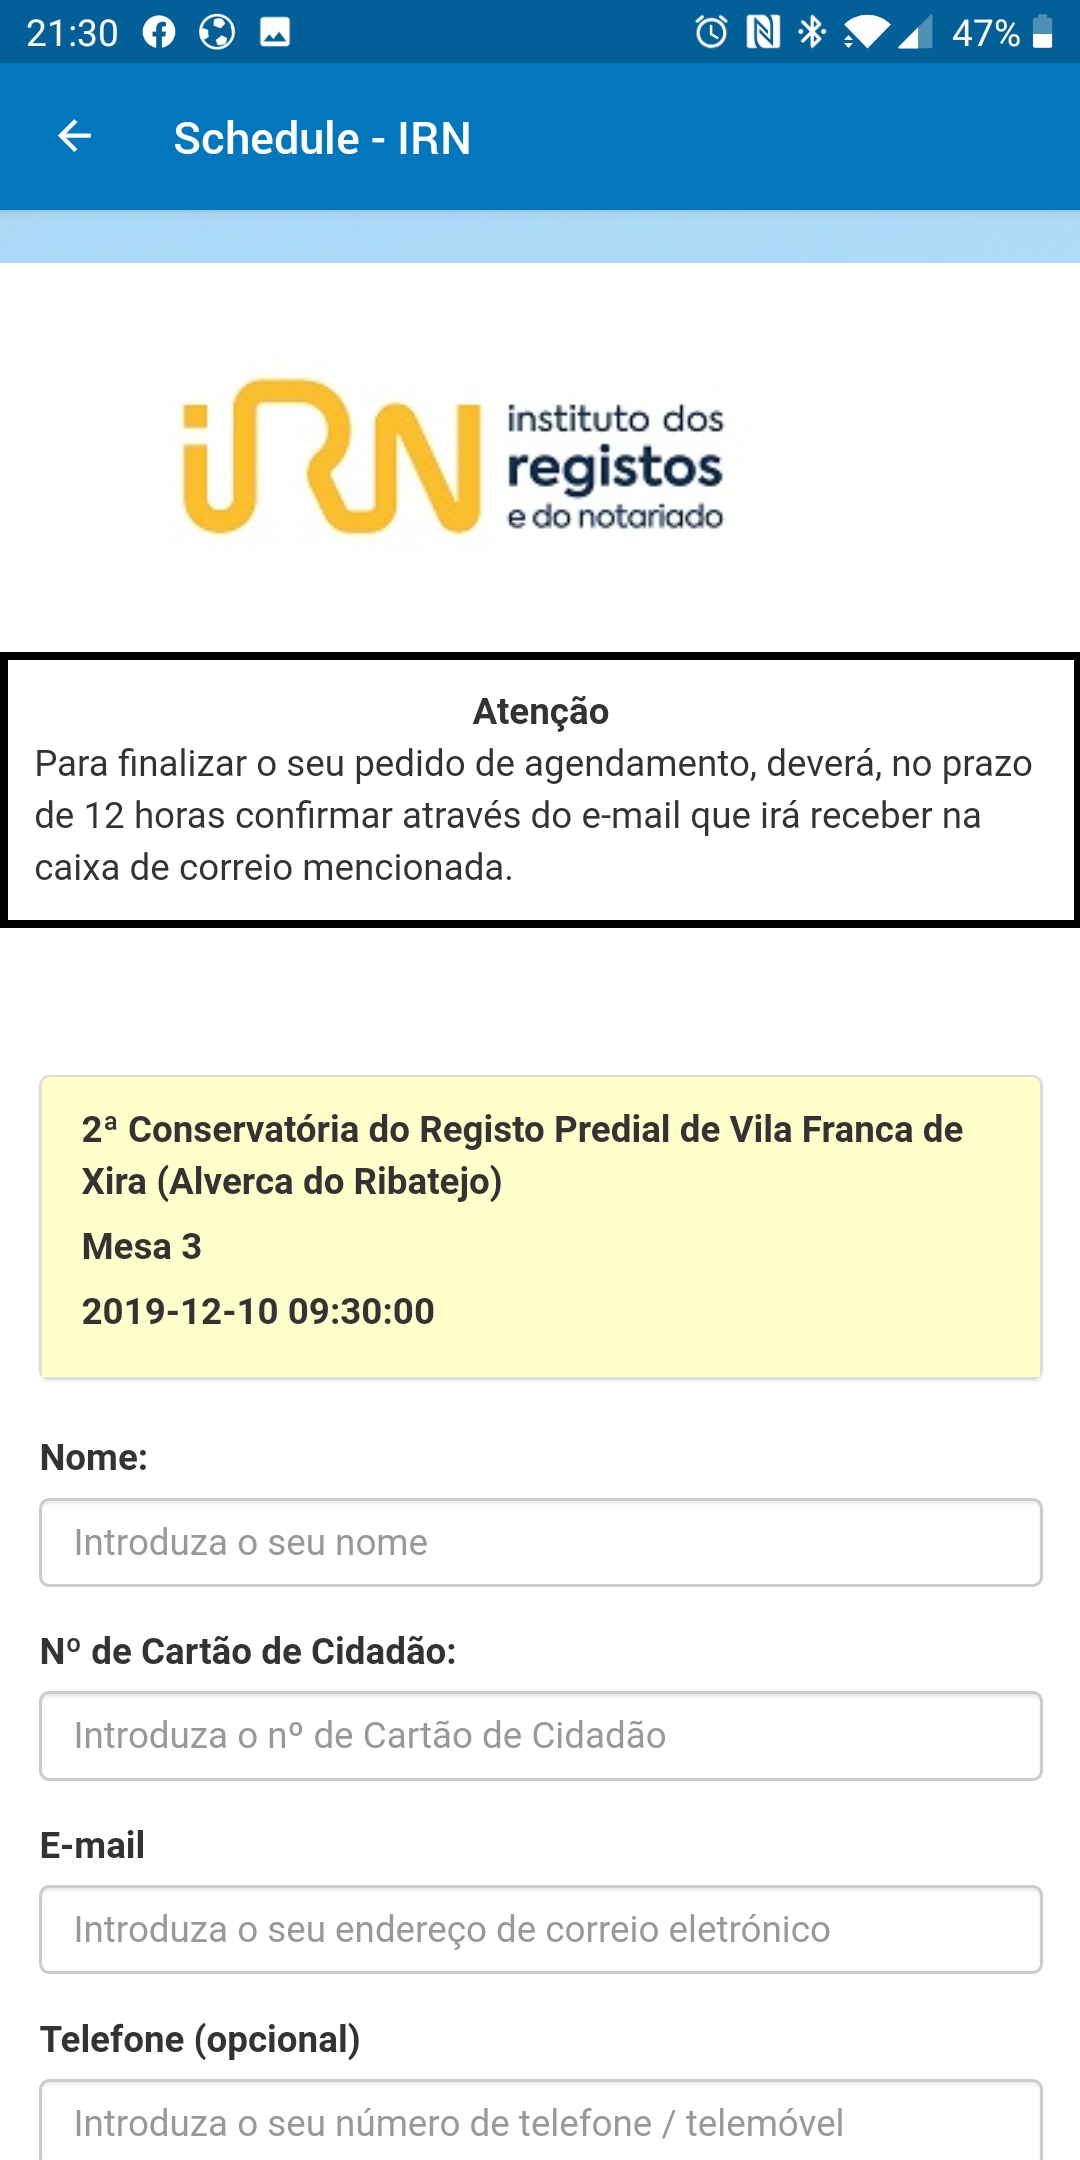 21:30
47%
Schedule - IRN
iRN
instituto dos
registos
e do notariado
Atenção
Para finalizar o seu pedido de agendamento, deverá, no prazo
de 12 horas confirmar através do e-mail que irá receber na
caixa de correio mencionada.
2ª Conservatória do Registo Predial de Vila Franca de
Xira (Alverca do Ribatejo)
Mesa 3
2019-12-10 09:30:00
Nome:
Introduza o seu nome
Nº de Cartão de Cidadão:
Introduza o nº de Cartão de Cidadão
E-mail
Introduza o seu endereço de correio eletrónico
Telefone (opcional)
Introduza o seu número de telefone / telemóvel